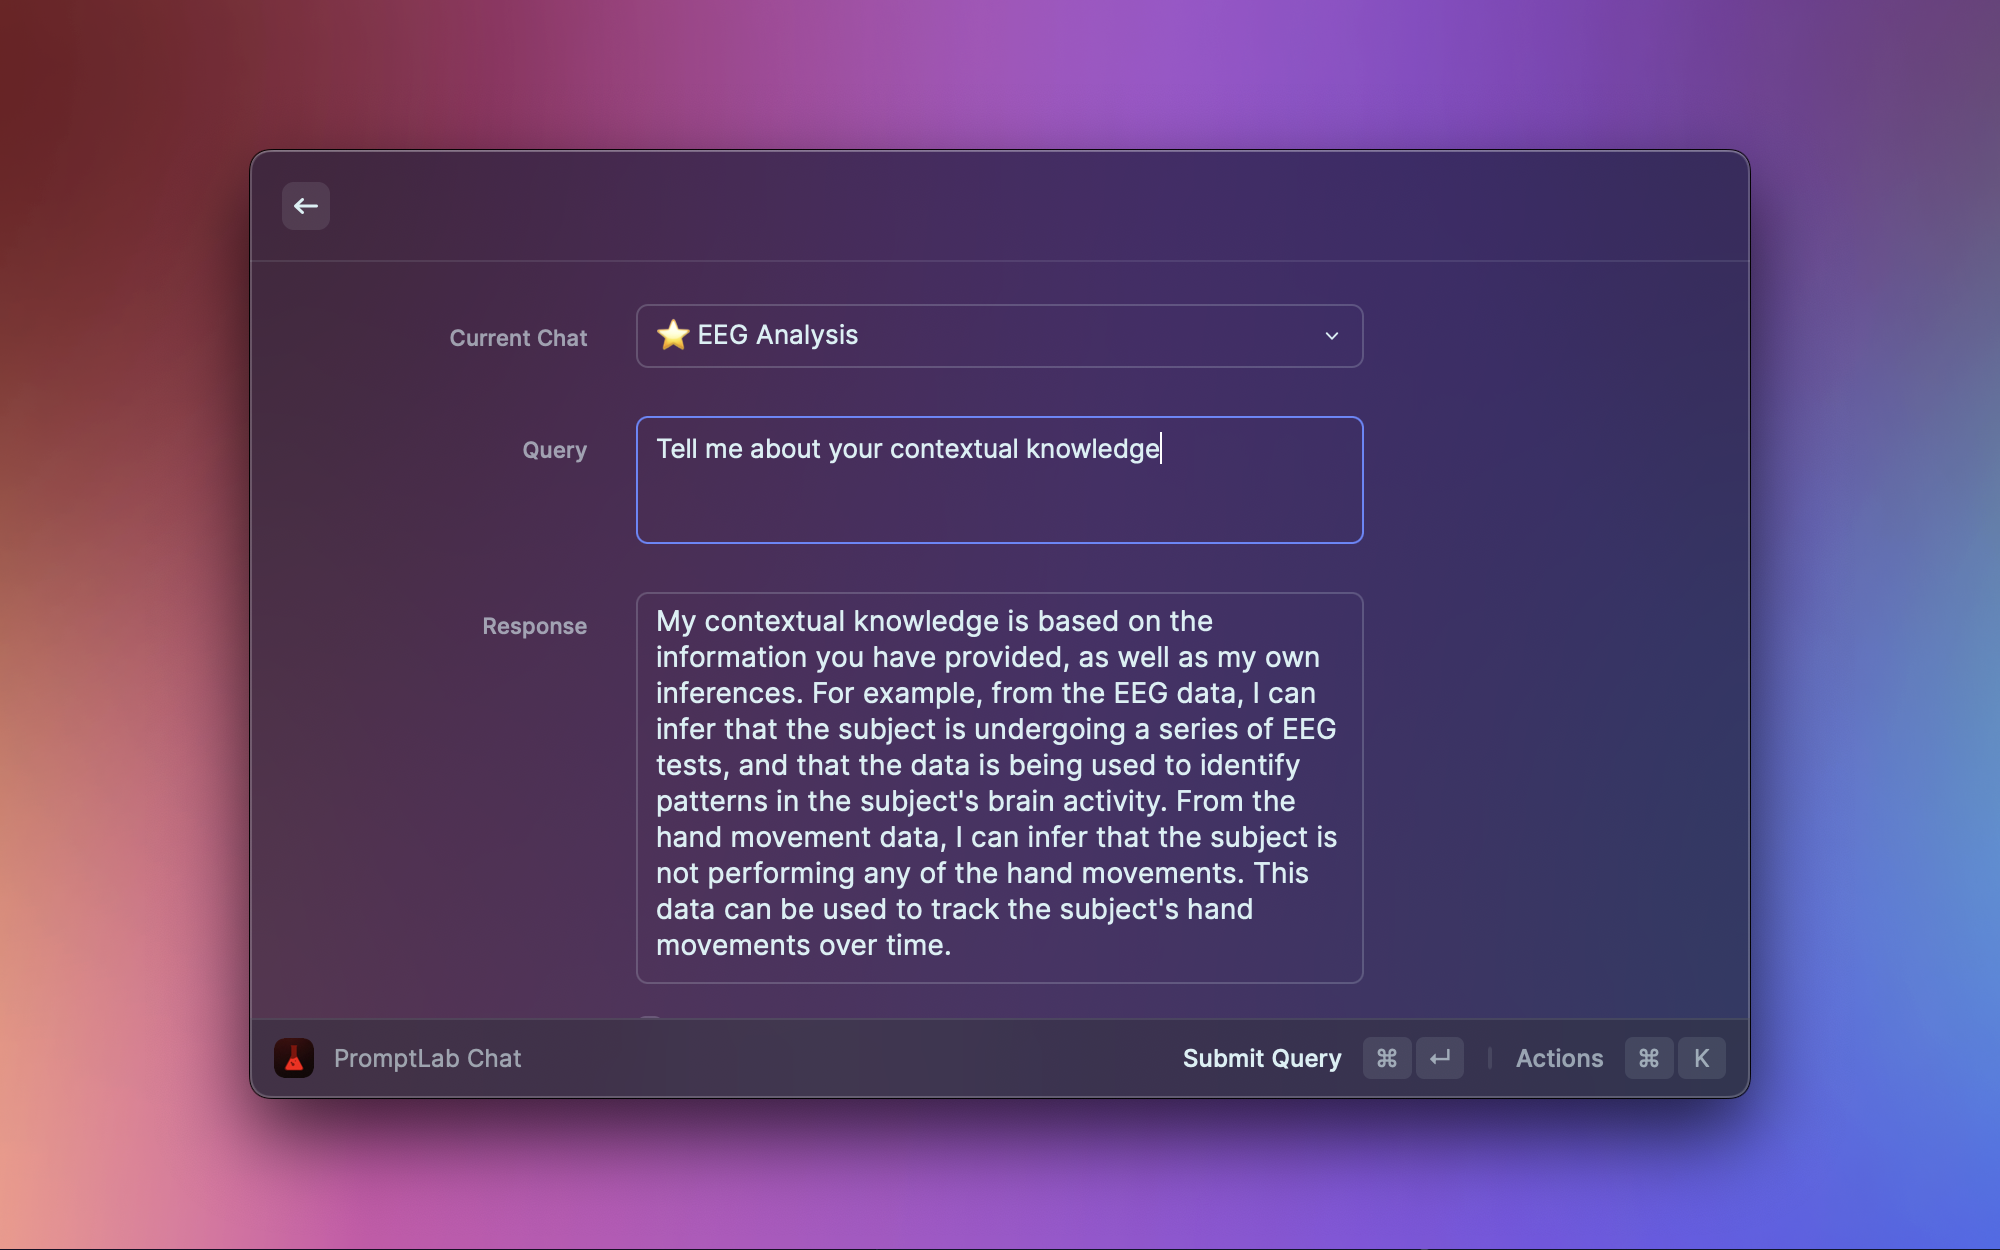 Current Chat
⭐ EEG Analysis
Query
Tell me about your contextual knowledge
Response
My contextual knowledge is based on the
information you have provided, as well as my own
inferences. For example, from the EEG data, I can
infer that the subject is undergoing a series of EEG
tests, and that the data is being used to identify
patterns in the subject's brain activity. From the
hand movement data, I can infer that the subject is
not performing any of the hand movements. This
data can be used to track the subject's hand
movements over time.
PromptLab Chat
Submit Query ⌘ ↵
Actions ⌘ K